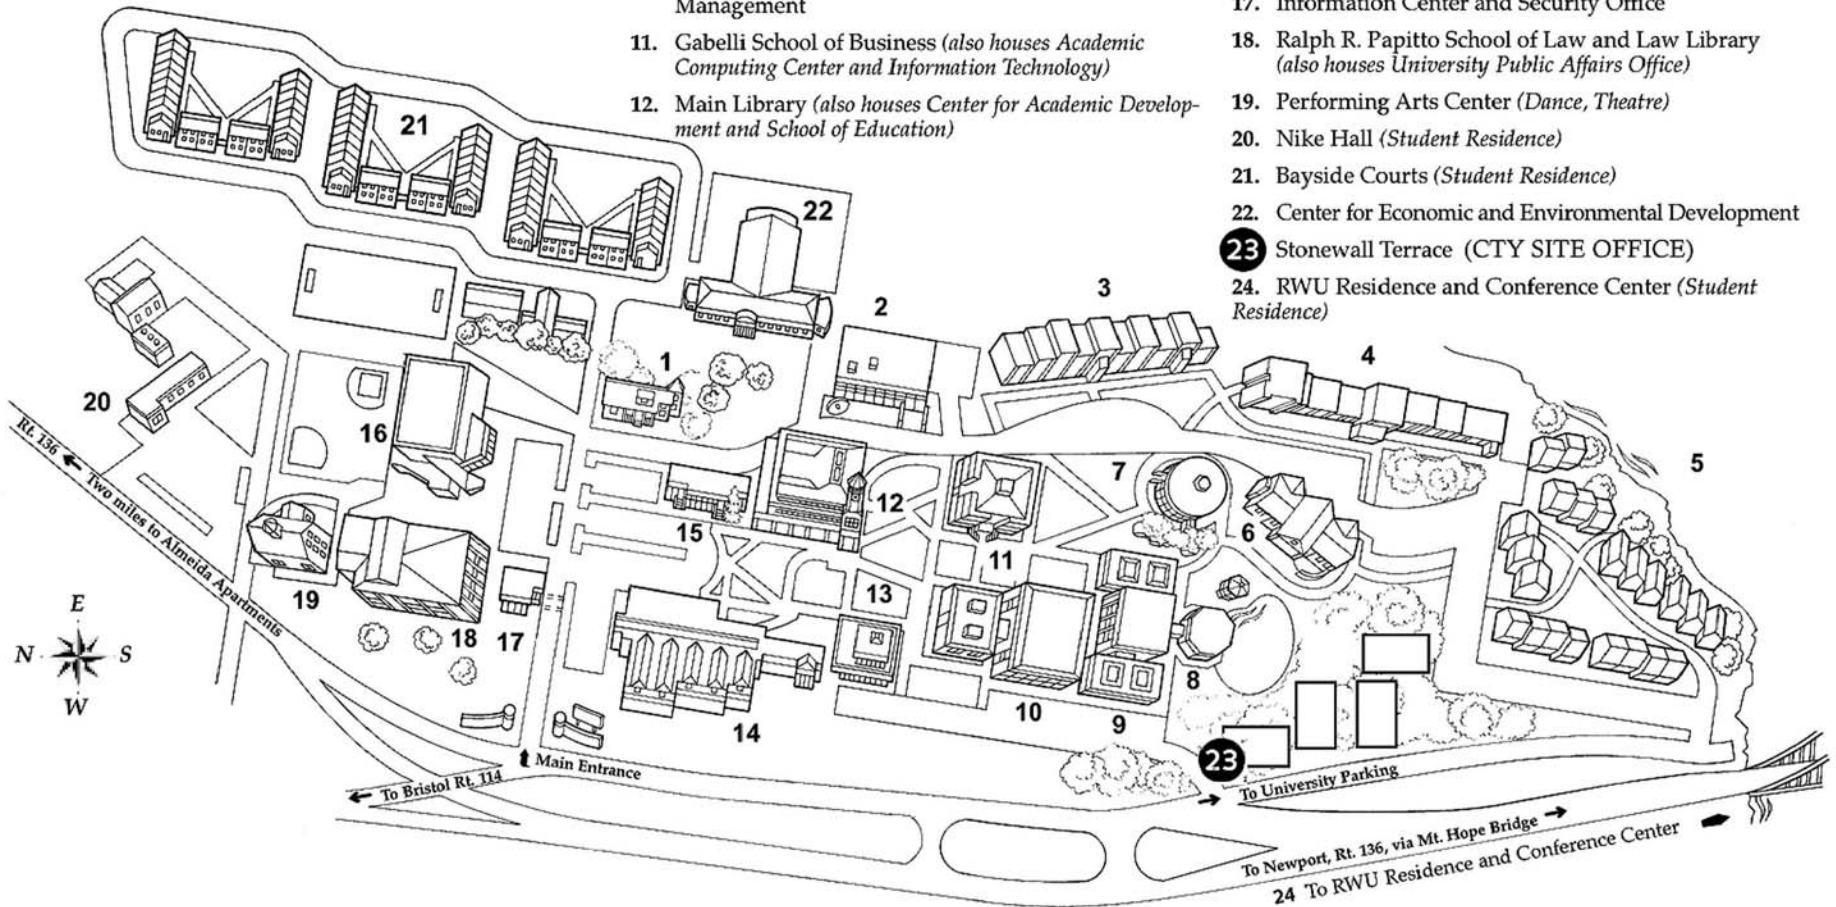 Management
11. Gabelli School of Business (also houses Academic
Computing Center and Information Technology)
12. Main Library (also houses Center for Academic Develop-
ment and School of Education)
17. Information Center and Security Office
18. Ralph R. Papitto School of Law and Law Library
(also houses University Public Affairs Office)
19. Performing Arts Center (Dance, Theatre)
20. Nike Hall (Student Residence)
21. Bayside Courts (Student Residence)
22. Center for Economic and Environmental Development
23 Stonewall Terrace (CTY SITE OFFICE)
24. RWU Residence and Conference Center (Student
Residence)
21
22
2
3
1
4
20
16
5
7
12
6
15
11
19
13
18
17
E
N S
W
8
14
10
9
23
Rt. 136 ← Two miles to Almeida Apartments
← To Bristol Rt. 114
Main Entrance
→ To University Parking
To Newport, Rt. 136, via Mt. Hope Bridge →
24 To RWU Residence and Conference Center